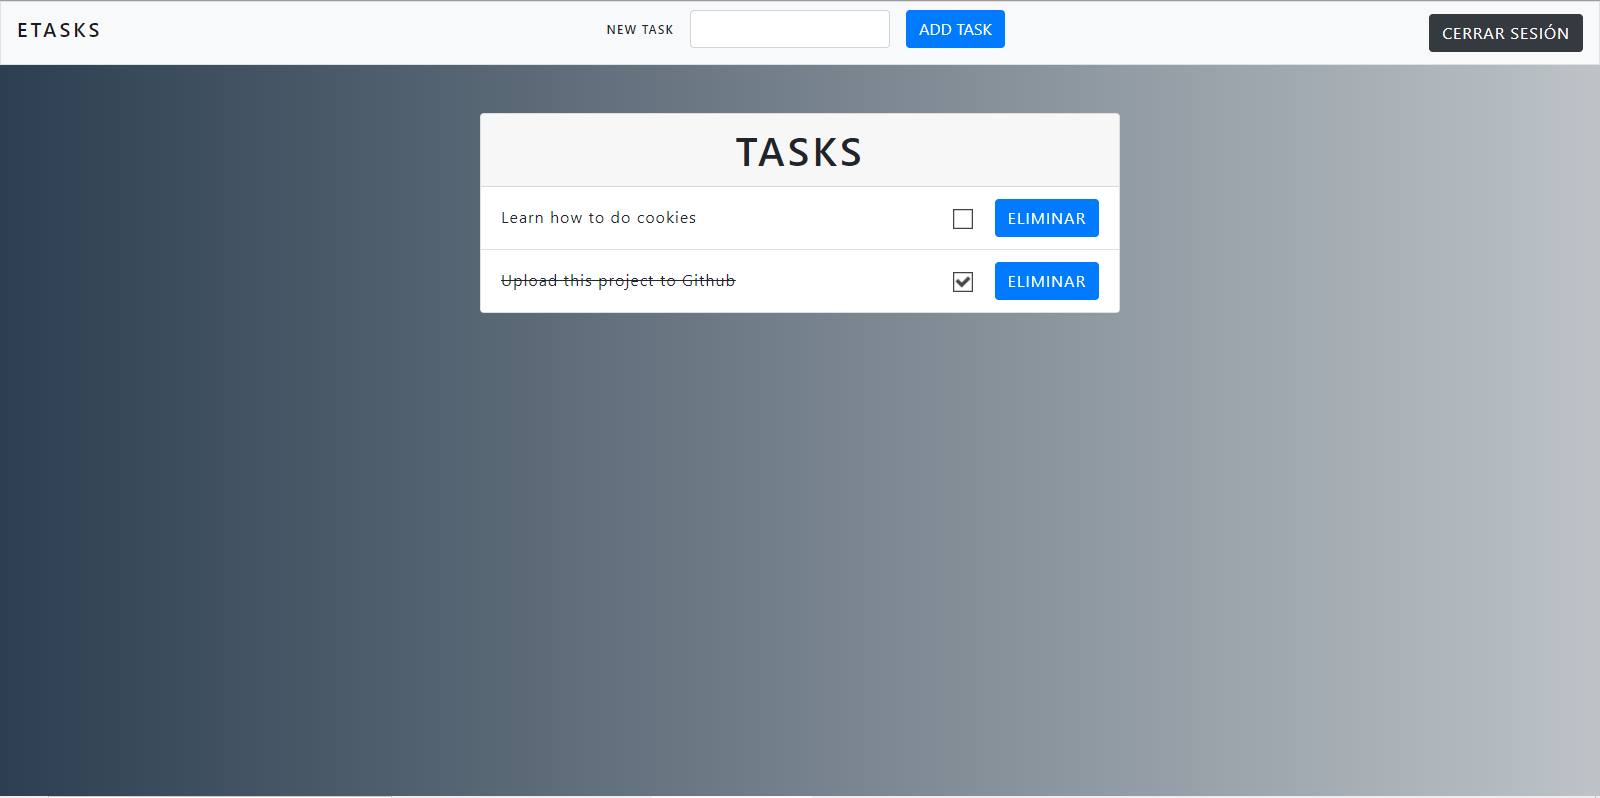 ETASKS
NEW TASK
ADD TASK
CERRAR SESIÓN
TASKS
Learn how to do cookies
ELIMINAR
Upload this project to Github
ELIMINAR